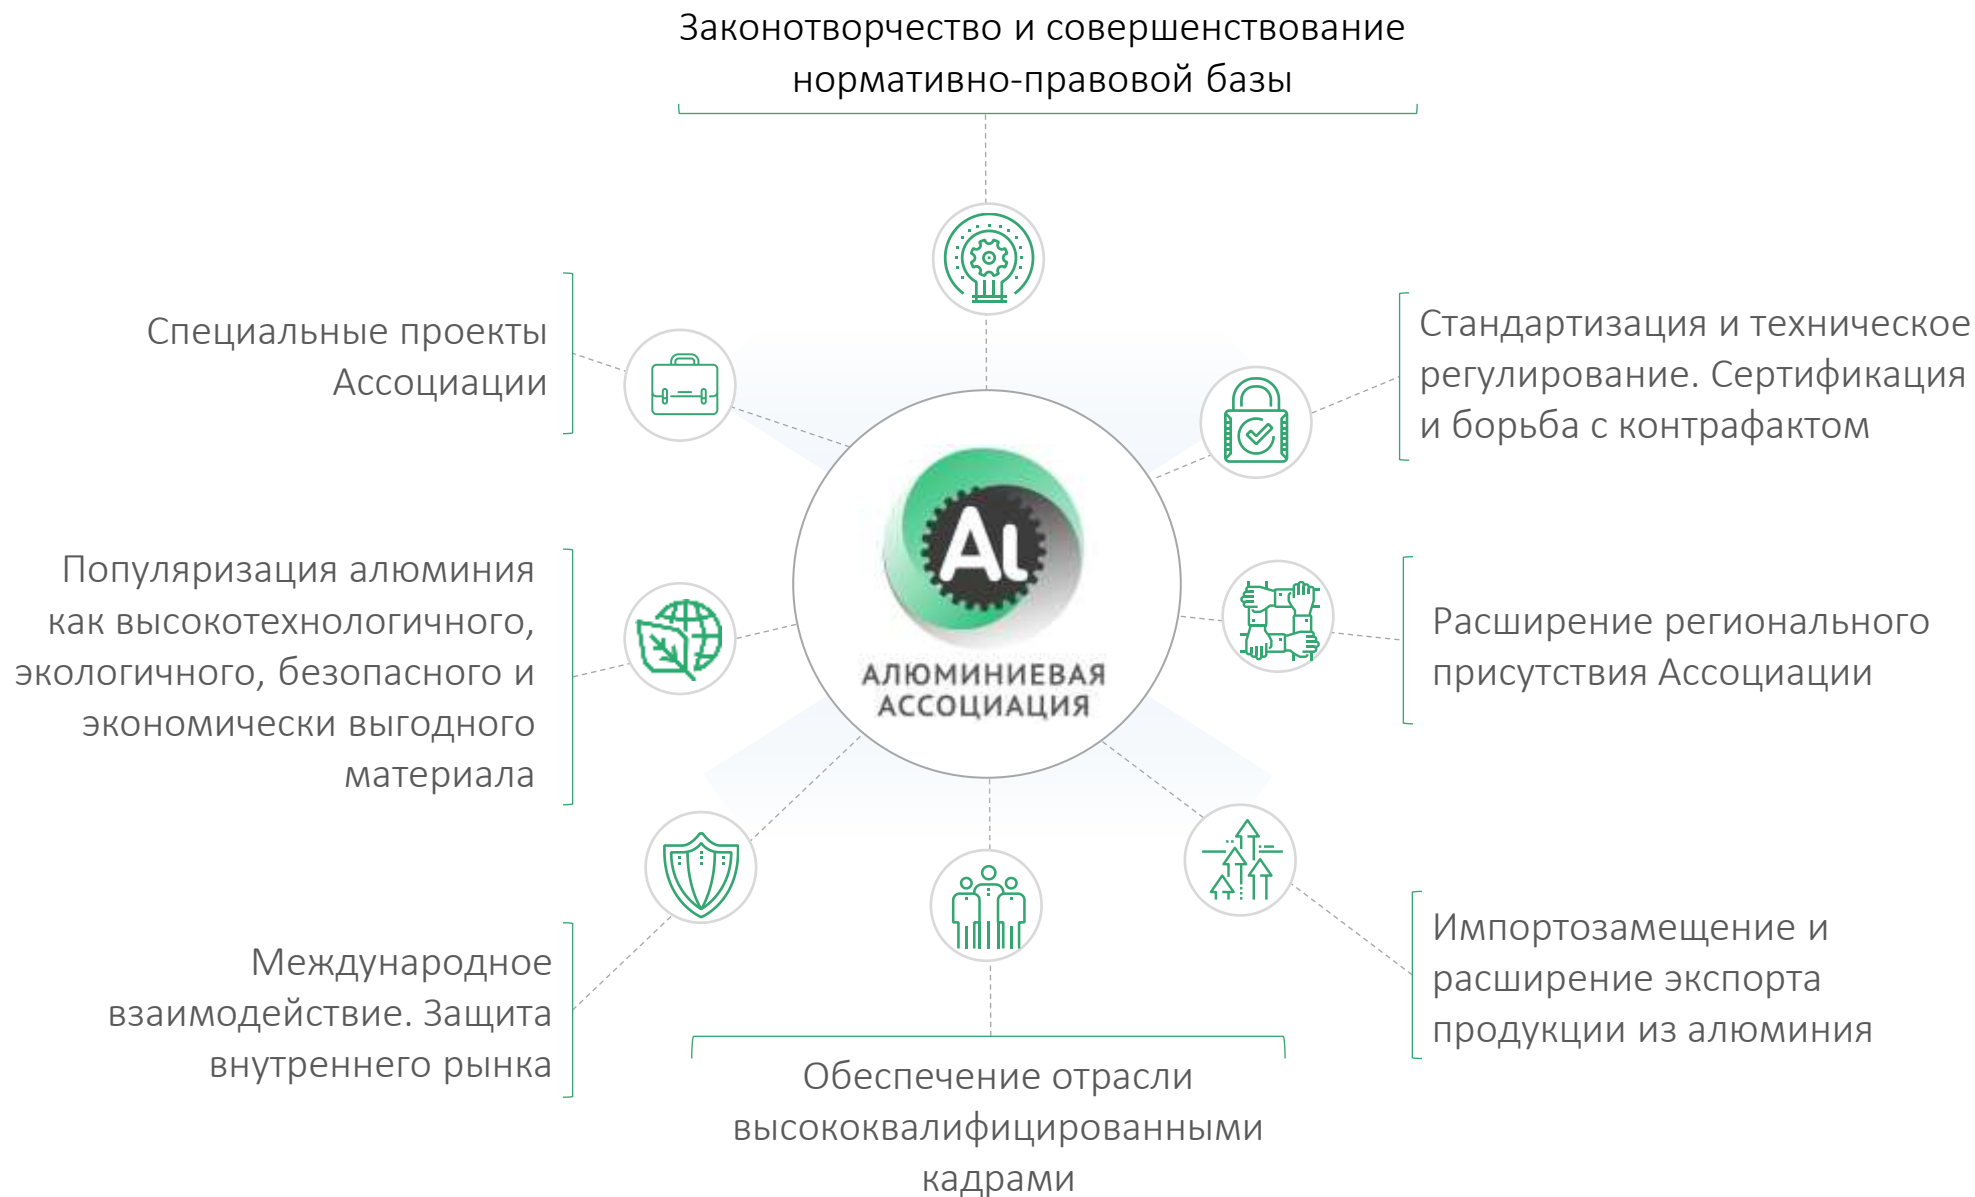 Законотворчество и совершенствование
нормативно-правовой базы
Специальные проекты
Ассоциации
Стандартизация и техническое
регулирование. Сертификация
и борьба с контрафактом
Al
АЛЮМИНИЕВАЯ
АССОЦИАЦИЯ
Популяризация алюминия
как высокотехнологичного,
экологичного, безопасного и
экономически выгодного
материала
Расширение регионального
присутствия Ассоциации
Международное
взаимодействие. Защита
внутреннего рынка
Импортозамещение и
расширение экспорта
продукции из алюминия
Обеспечение отрасли
высококвалифицированными
кадрами